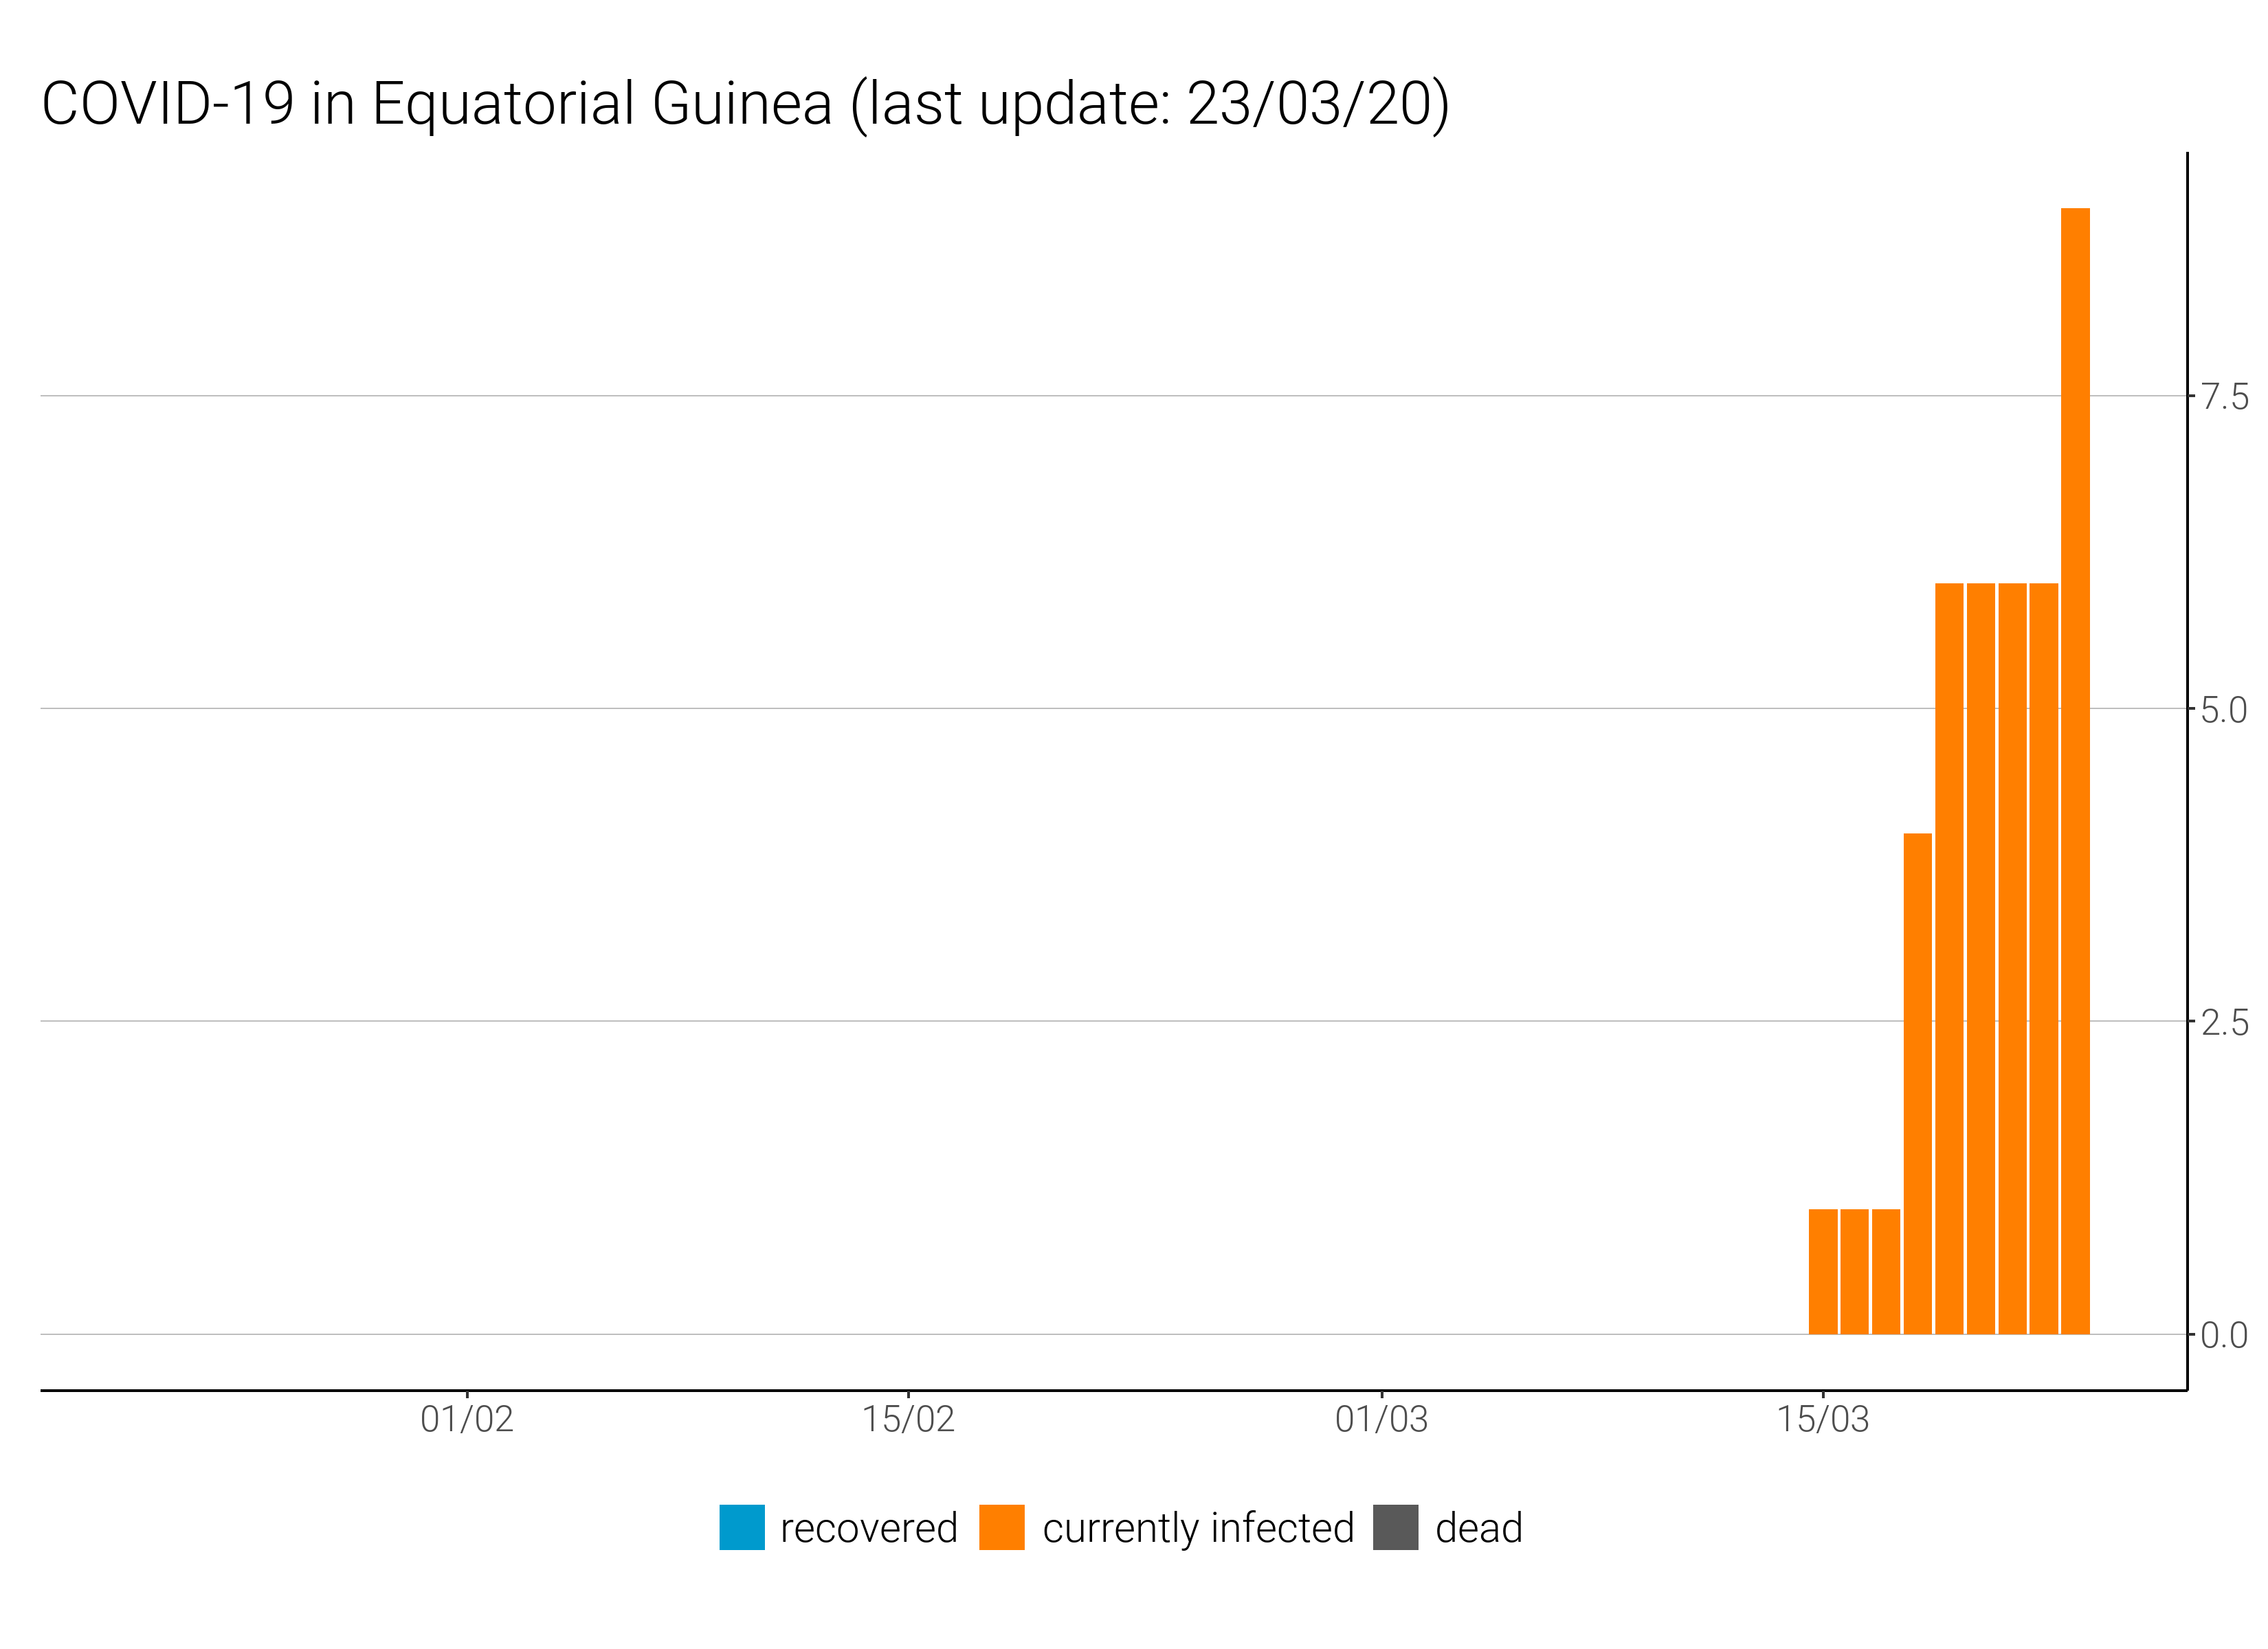 COVID-19 in Equatorial Guinea (last update: 23/03/20)
7.5
5.0
2.5
0.0
01/02 15/02 01/03 15/03
recovered currently infected dead